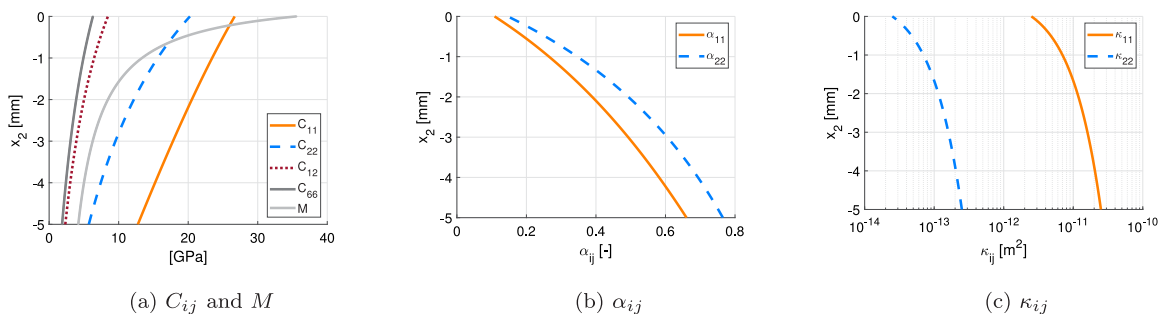 0
-1
-2
-3
-4
-5
x2 [mm]
0
10
20
30
40
[GPa]
C11
C22
C12
C66
M
(a) Cij and M
0
-1
-2
-3
-4
-5
x2 [mm]
0
0.2
0.4
0.6
0.8
αij [-]
α11
α22
(b) αij
0
-1
-2
-3
-4
-5
x2 [mm]
10^-14
10^-13
10^-12
10^-11
10^-10
κij [m^2]
κ11
κ22
(c) κij